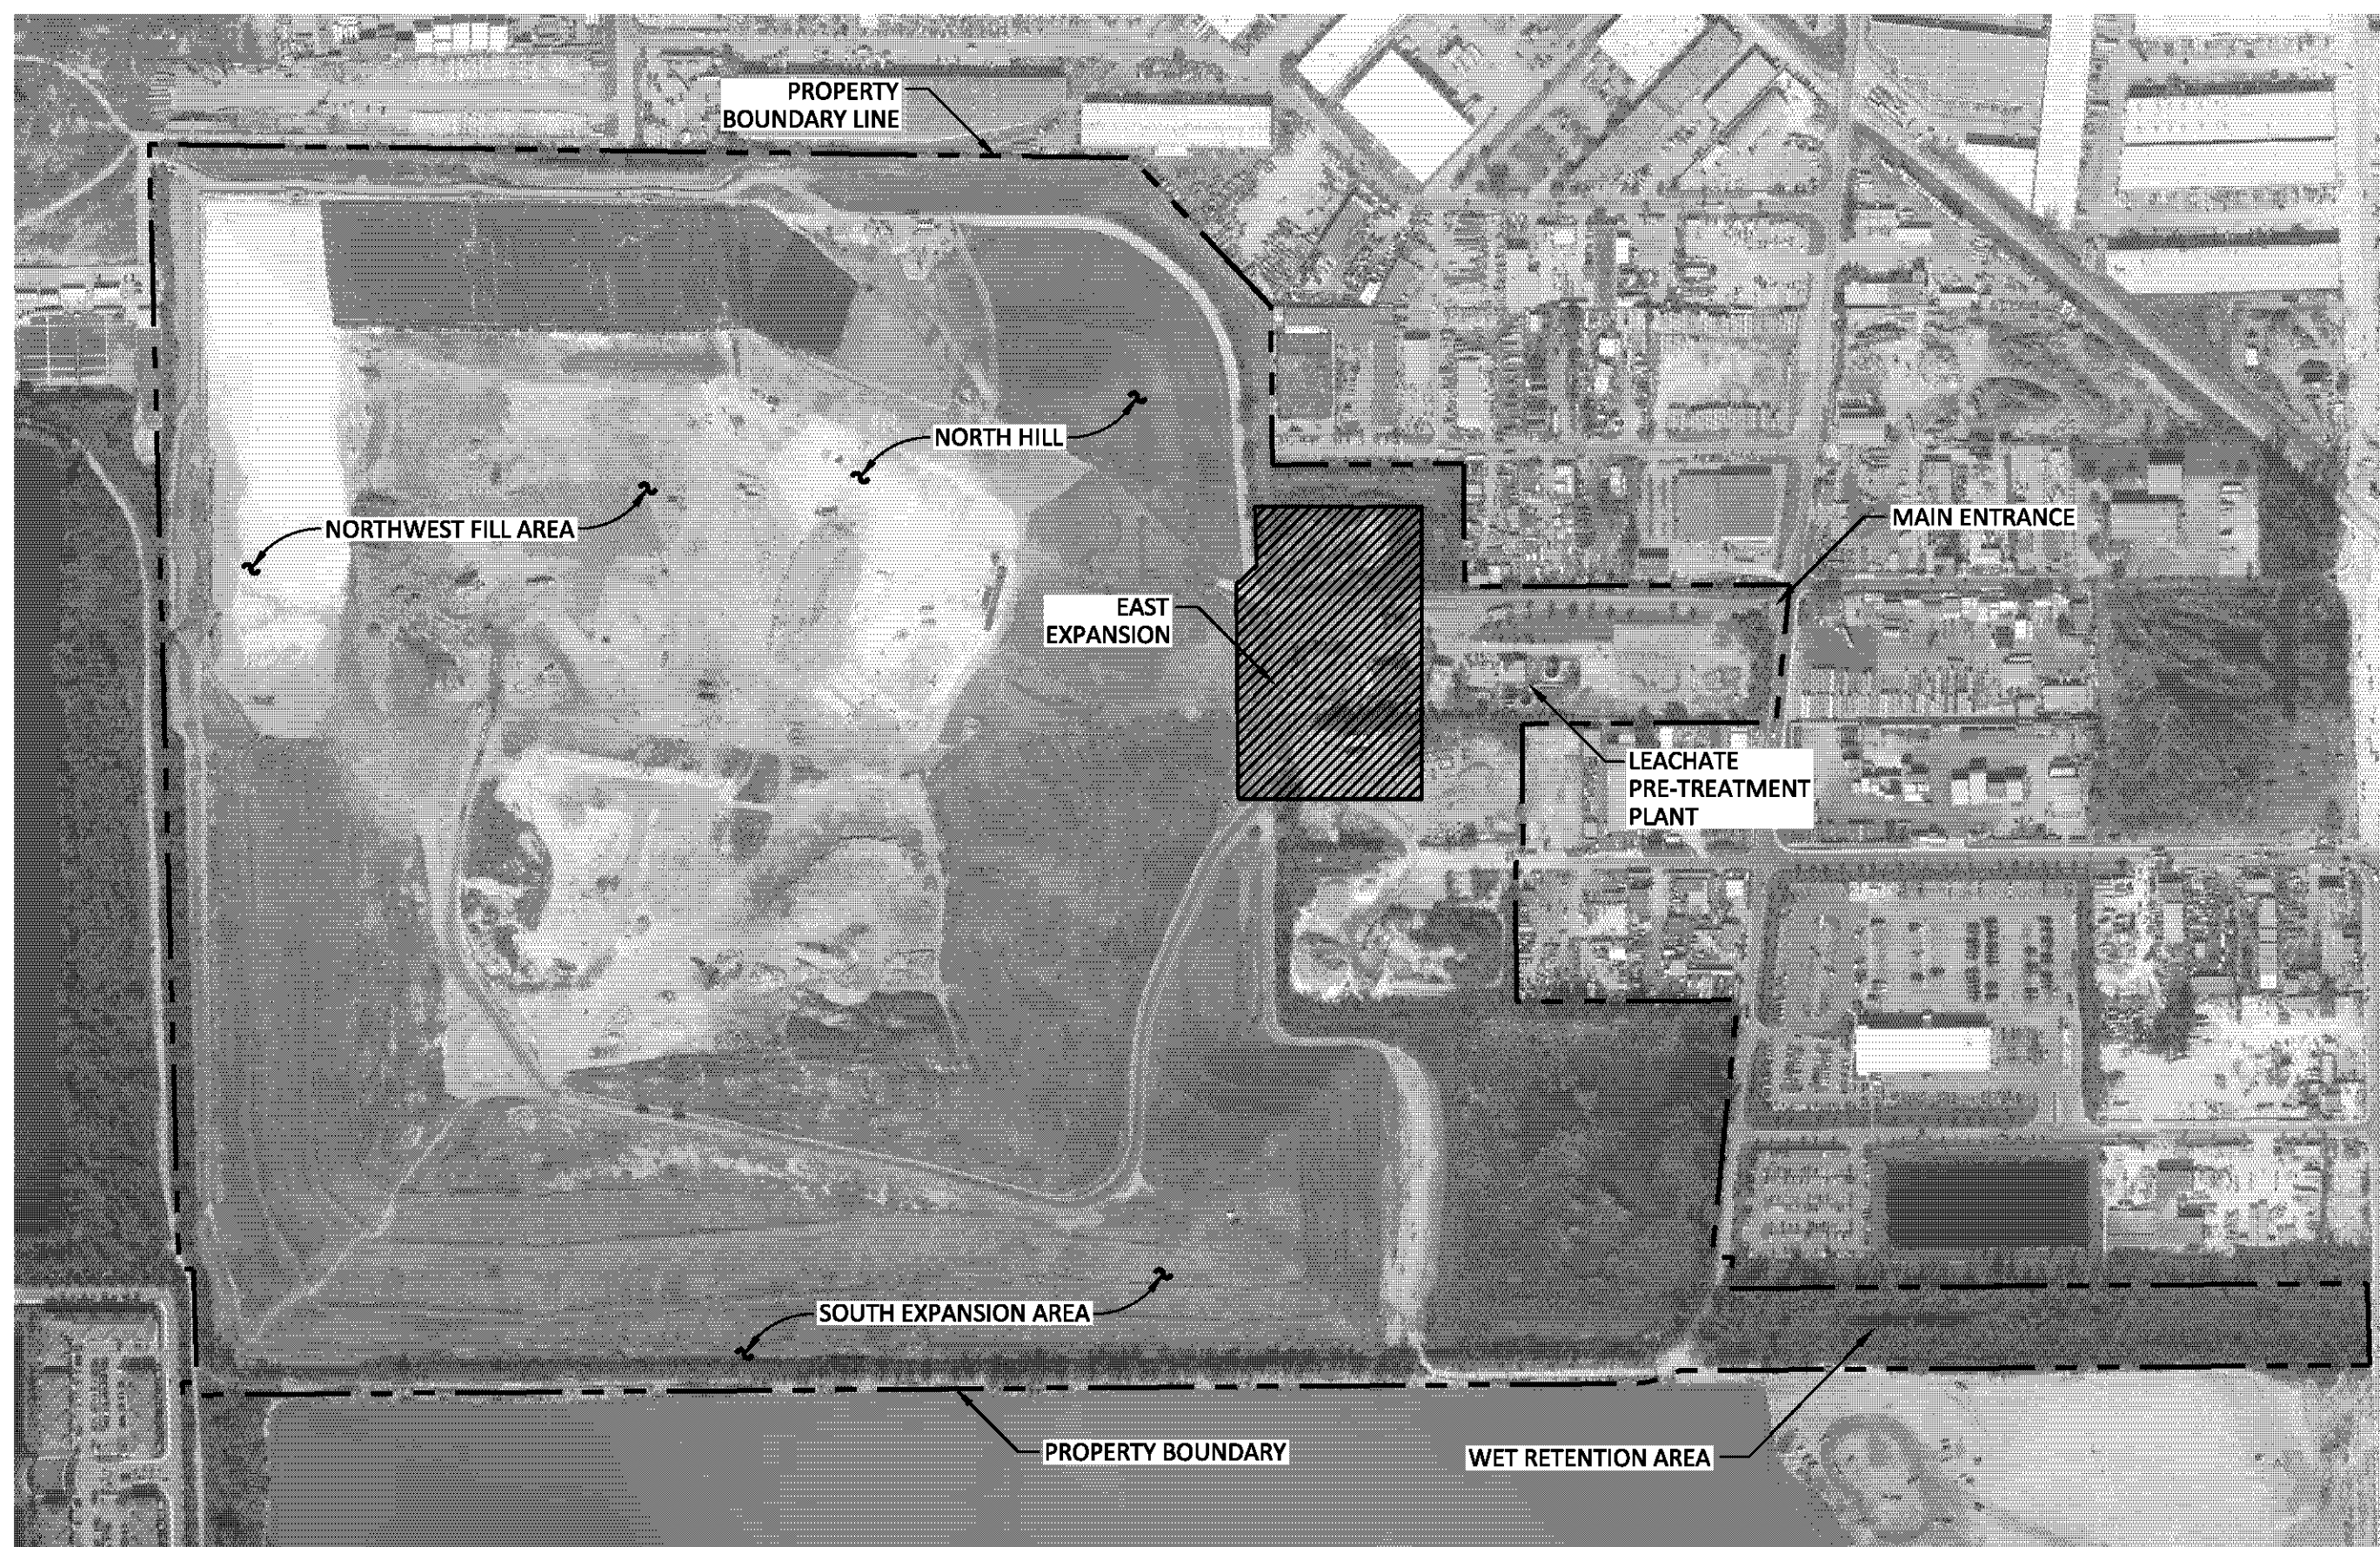 PROPERTY
BOUNDARY LINE
NORTH HILL
NORTHWEST FILL AREA
MAIN ENTRANCE
EAST
EXPANSION
LEACHATE
PRE-TREATMENT
PLANT
SOUTH EXPANSION AREA
PROPERTY BOUNDARY
WET RETENTION AREA